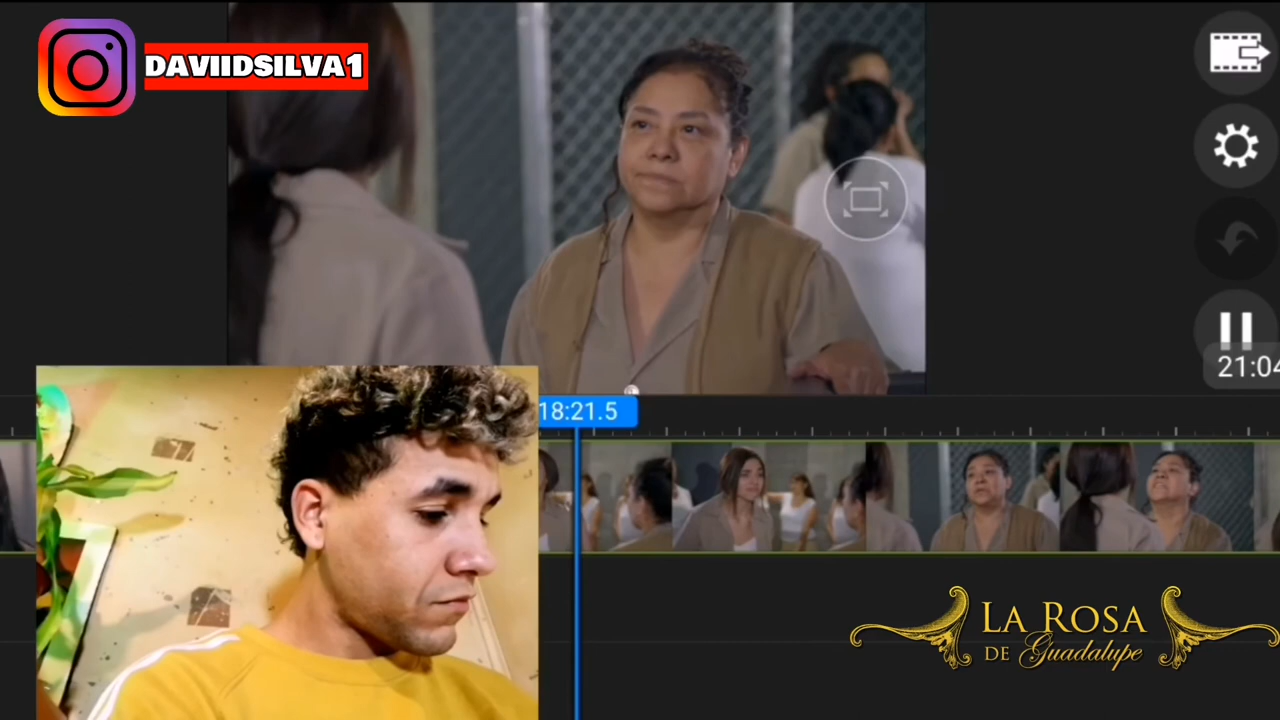 DAVIIDSILVA1
21:04
18:21.5
LA ROSA
DE Guadalupe